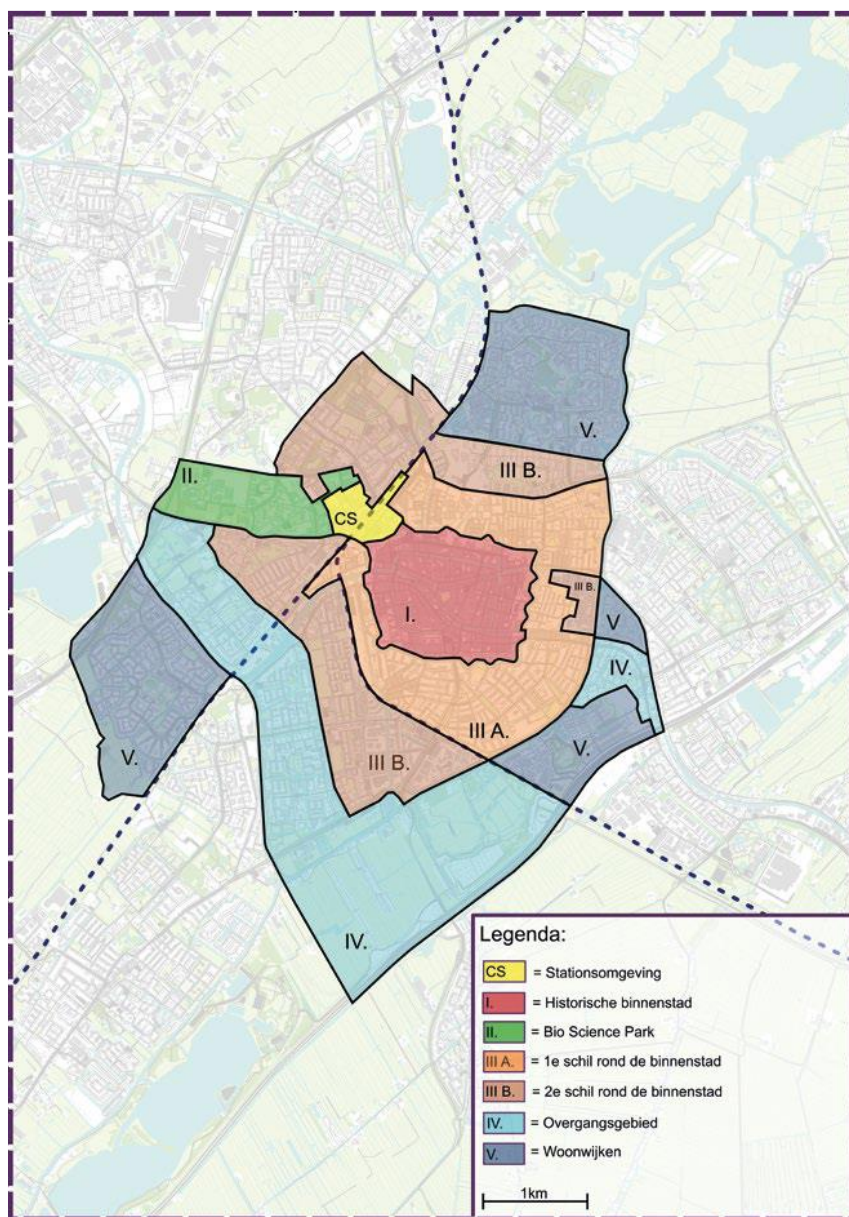 V.
III B.
II.
CS
III B.
I.
V
IV.
III A.
V.
V.
III B.
IV.
Legenda:
CS = Stationsomgeving
I. = Historische binnenstad
II. = Bio Science Park
III A. = 1e schil rond de binnenstad
III B. = 2e schil rond de binnenstad
IV. = Overgangsgebied
V. = Woonwijken
1km